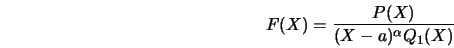 F(X) = \frac{P(X)}{(X-a)^{\alpha}Q_1(X)}